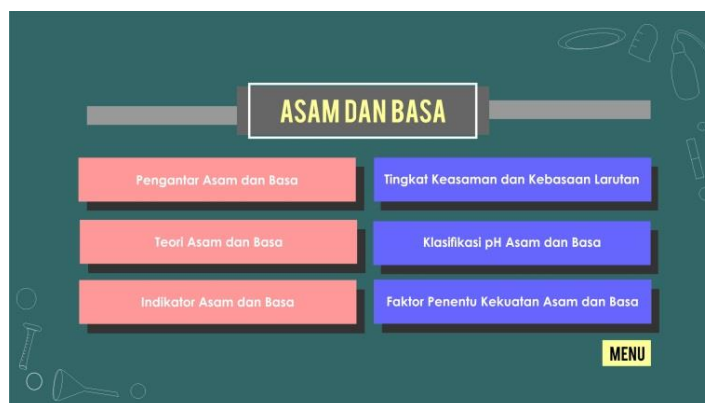 ASAM DAN BASA
Pengantar Asam dan Basa
Teori Asam dan Basa
Indikator Asam dan Basa
Tingkat Keasaman dan Kebasaan Larutan
Klasifikasi pH Asam dan Basa
Faktor Penentu Kekuatan Asam dan Basa
MENU